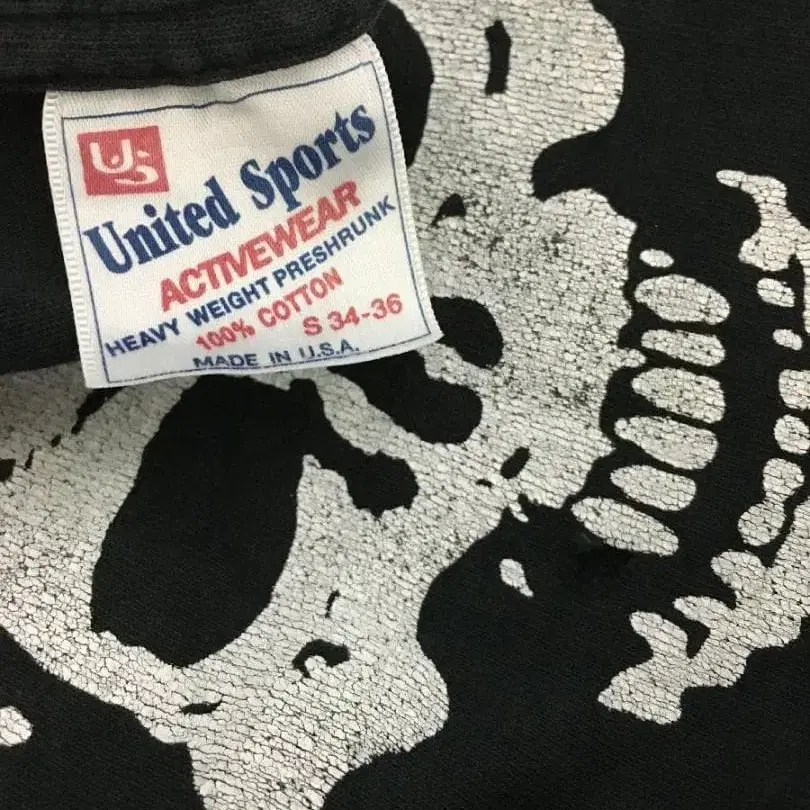 US
United Sports
ACTIVEWEAR
HEAVY WEIGHT PRESHRUNK
100% COTTON
S 34-36
MADE IN U.S.A.